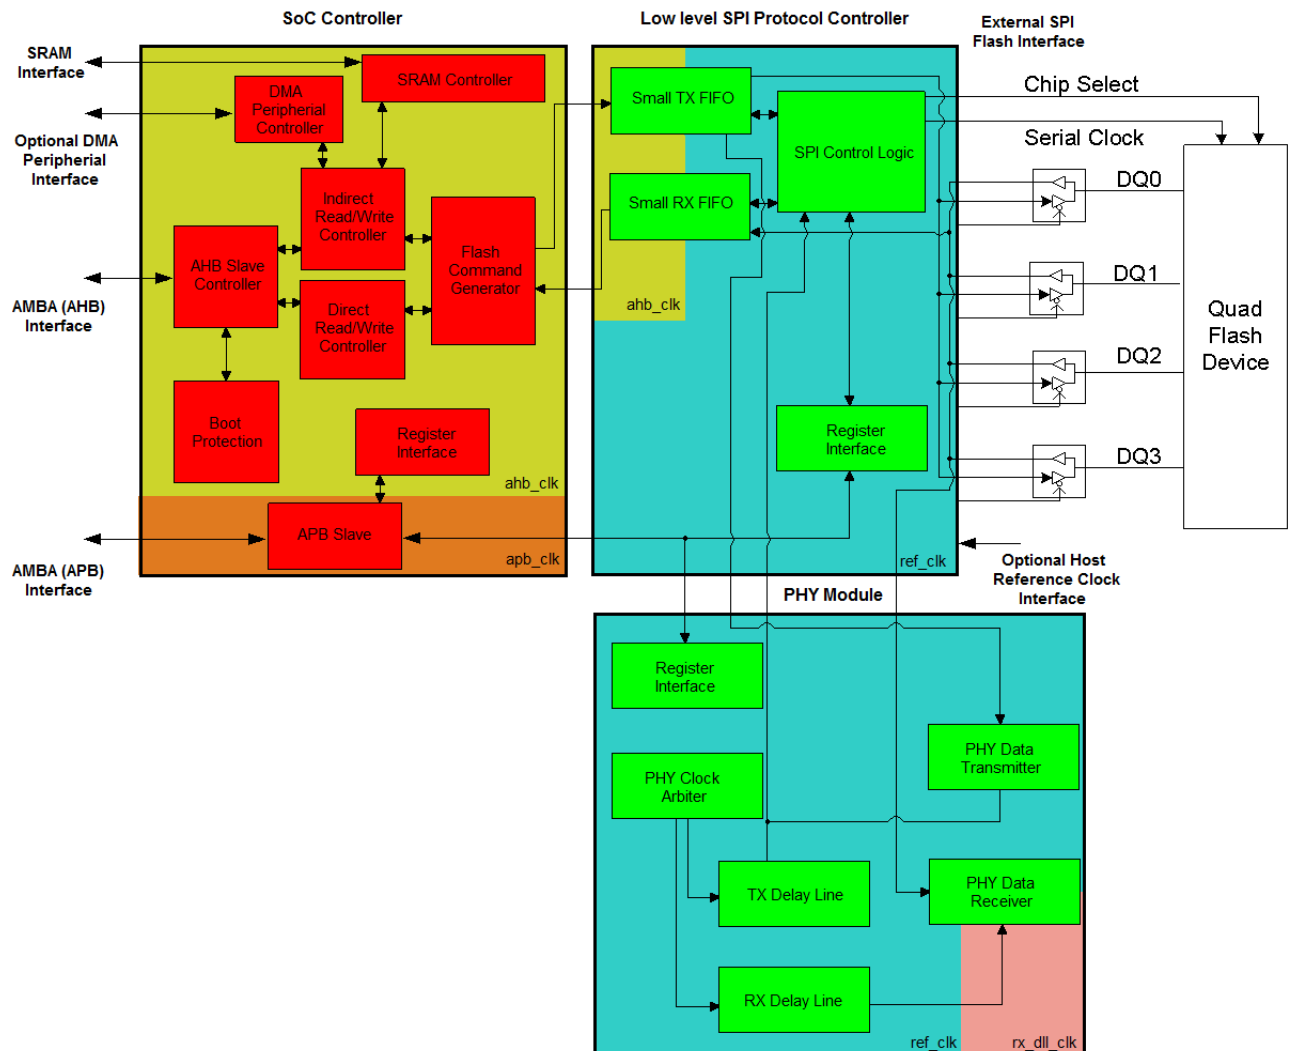 SoC Controller
Low level SPI Protocol Controller
External SPI
Flash Interface
SRAM
Interface
SRAM Controller
DMA
Peripherial
Controller
Optional DMA
Peripherial
Interface
Indirect
Read/Write
Controller
AHB Slave
Controller
Flash
Command
Generator
AMBA (AHB)
Interface
Direct
Read/Write
Controller
Boot
Protection
Register
Interface
ahb_clk
APB Slave
apb_clk
AMBA (APB)
Interface
Small TX FIFO
SPI Control Logic
Small RX FIFO
ahb_clk
Register
Interface
ref_clk
Chip Select
Serial Clock
DQ0
DQ1
DQ2
DQ3
Quad
Flash
Device
Optional Host
Reference Clock
Interface
PHY Module
Register
Interface
PHY Data
Transmitter
PHY Clock
Arbiter
TX Delay Line
PHY Data
Receiver
RX Delay Line
ref_clk
rx_dll_clk